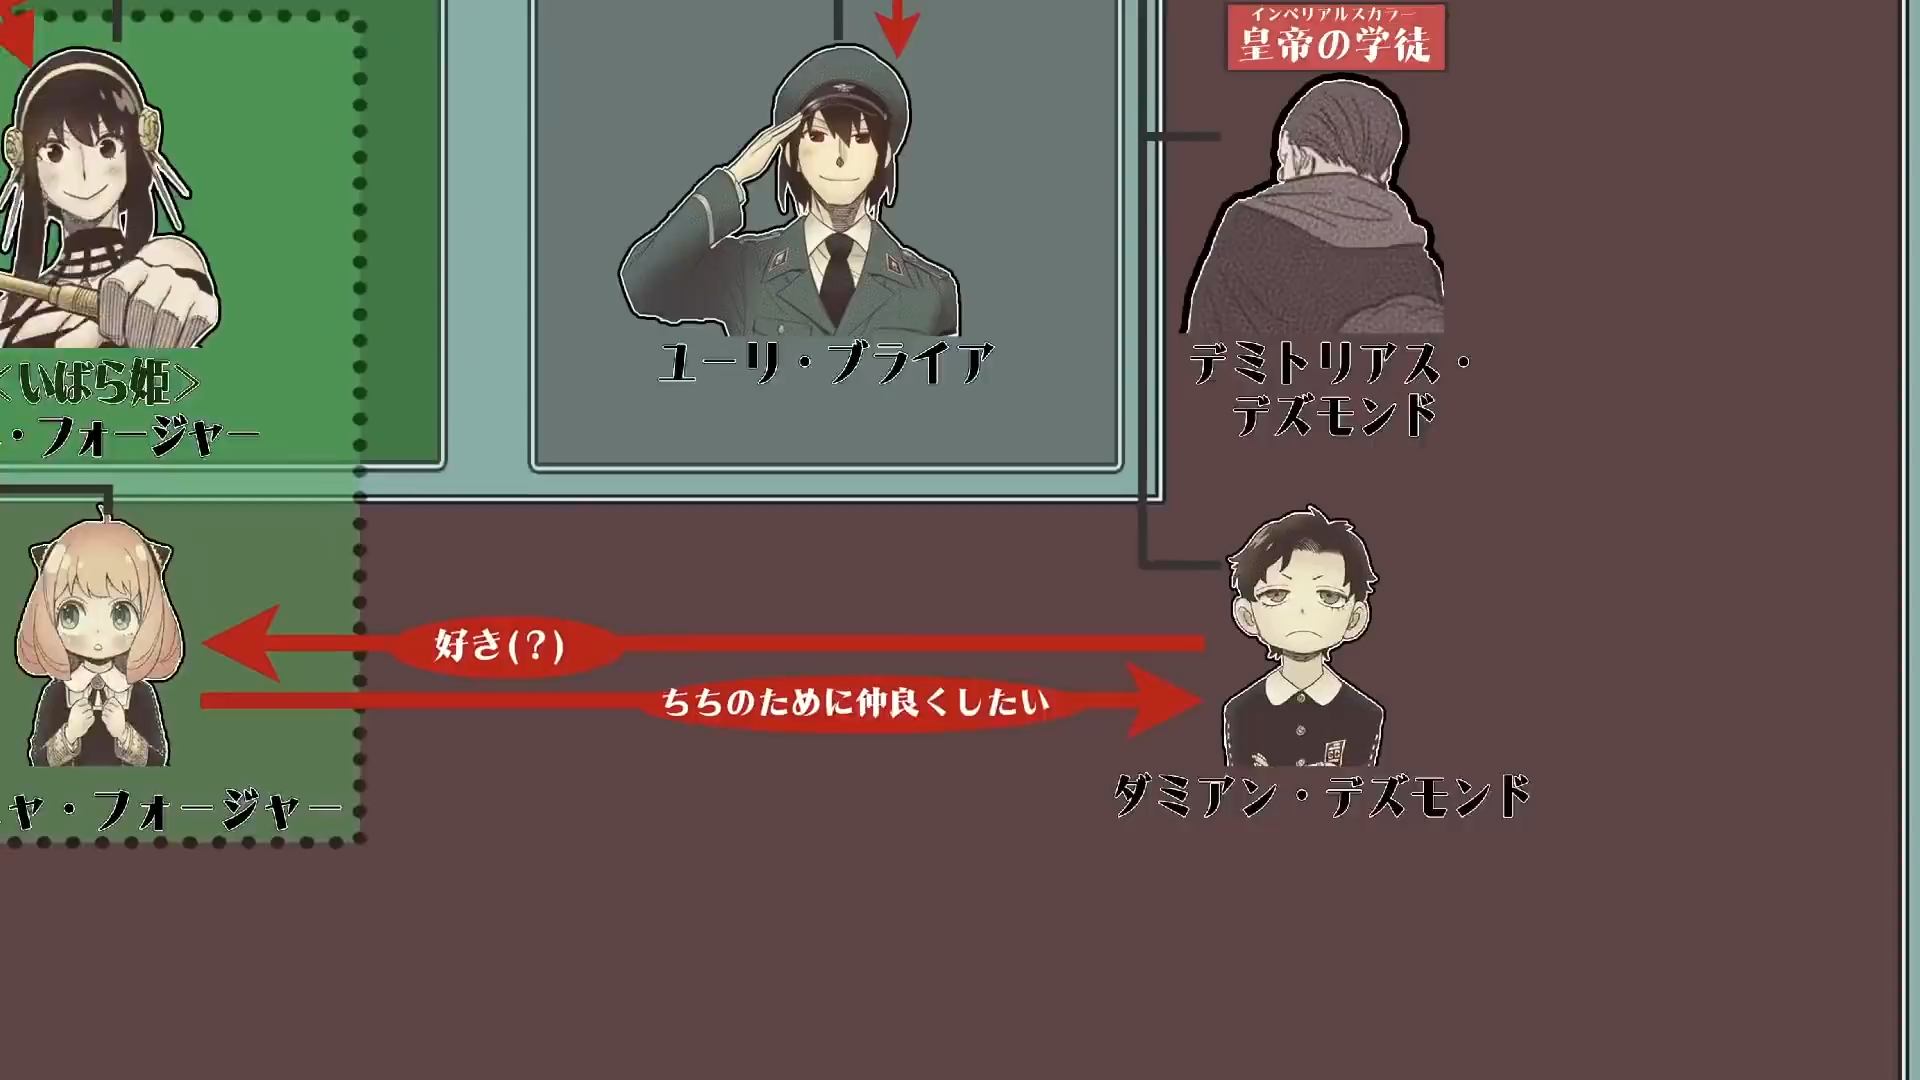 インペリアルスカラー
皇帝の学徒
ユーリ・ブライア
デミトリアス・
デズモンド
<いばら姫>
・フォージャー
好き(?)
ちちのために仲良くしたい
ャ・フォージャー
ダミアン・デズモンド